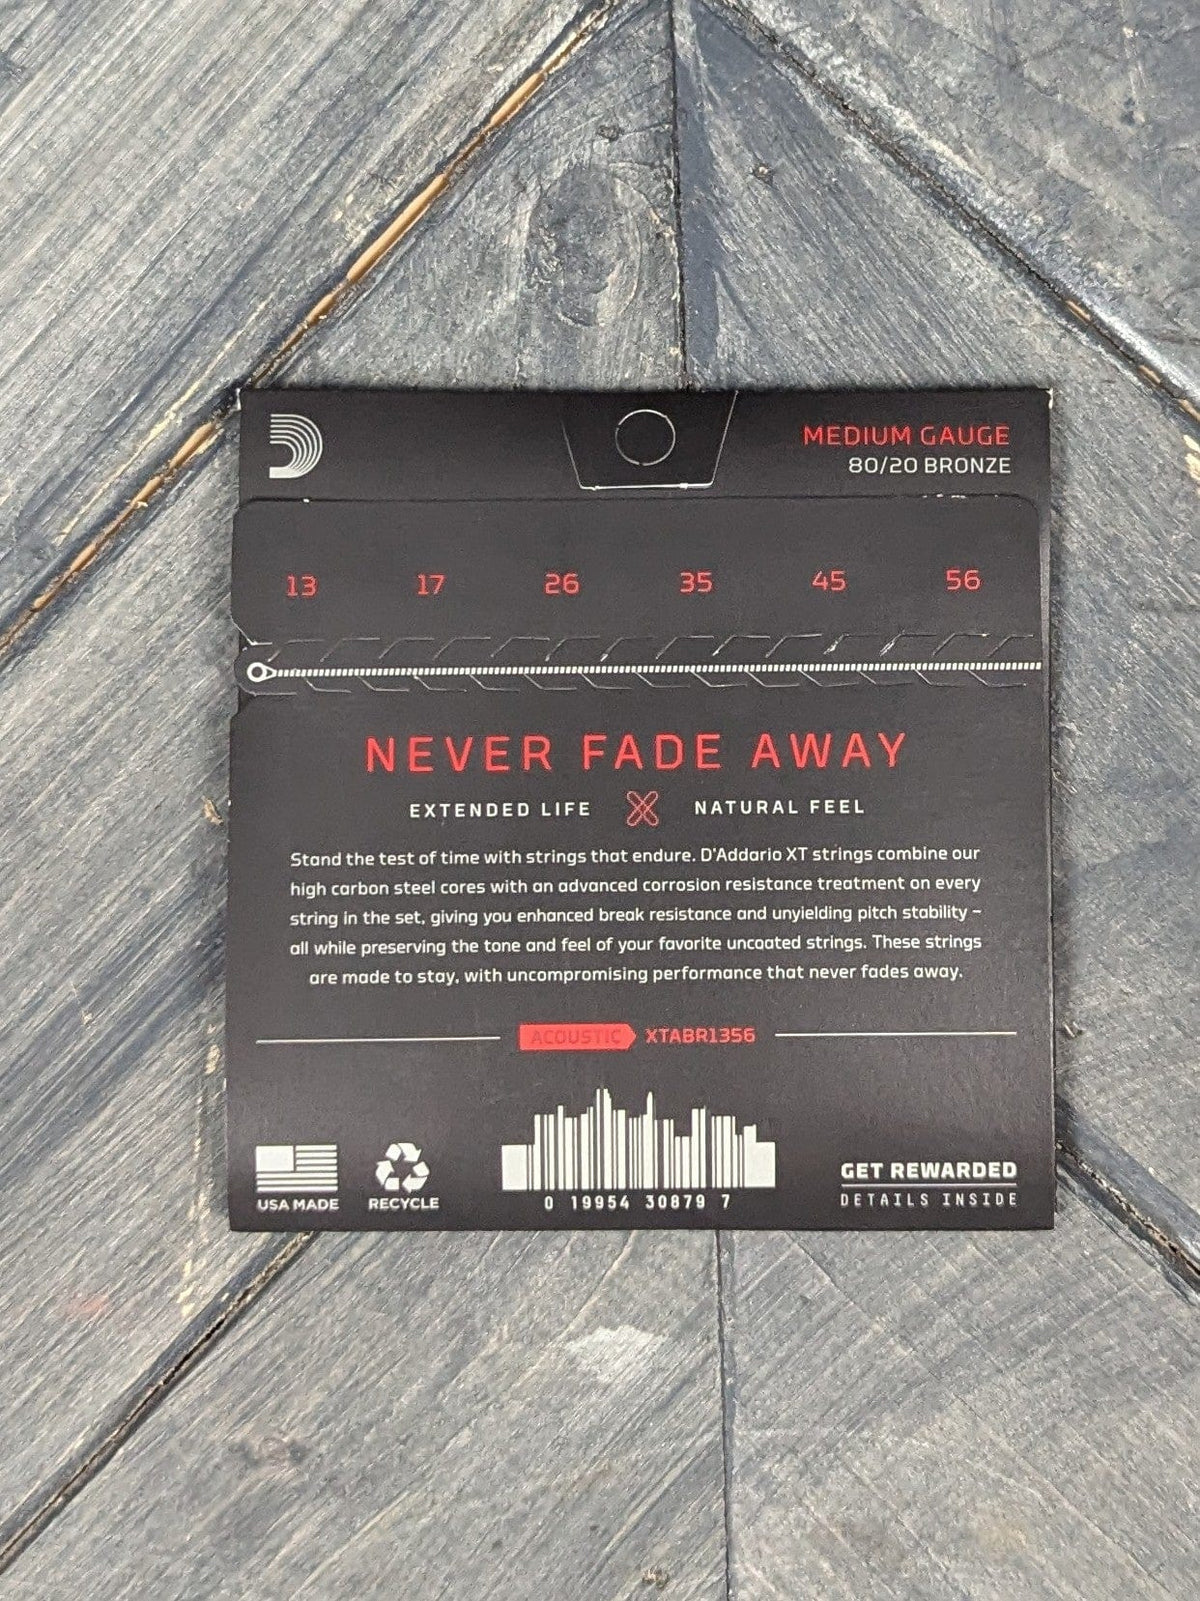 MEDIUM GAUGE
80/20 BRONZE
13 17 26 35 45 56
NEVER FADE AWAY
EXTENDED LIFE X NATURAL FEEL
Stand the test of time with strings that endure. D'Addario XT strings combine our
high carbon steel cores with an advanced corrosion resistance treatment on every
string in the set, giving you enhanced break resistance and unyielding pitch stability –
all while preserving the tone and feel of your favorite uncoated strings. These strings
are made to stay, with uncompromising performance that never fades away.
ACOUSTIC XTABR1356
USA MADE
RECYCLE
0 19954 30879 7
GET REWARDED
DETAILS INSIDE